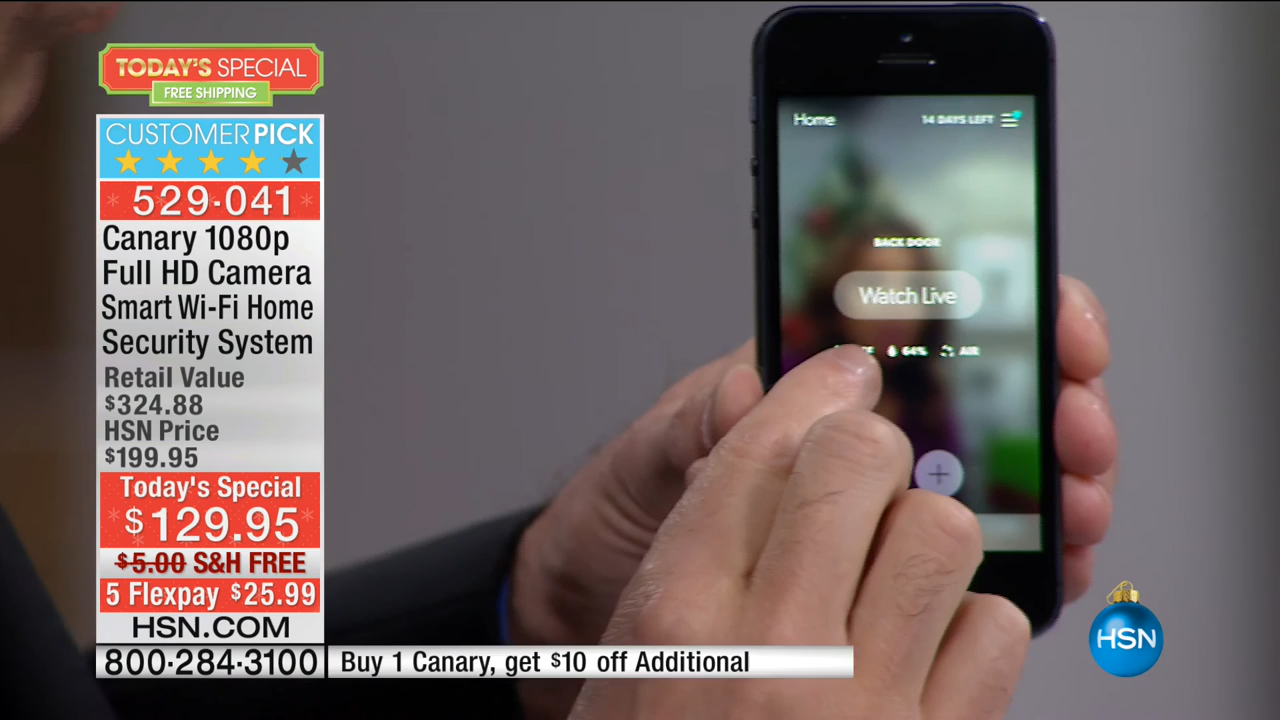 TODAY'S SPECIAL
FREE SHIPPING
CUSTOMER PICK
529-041
Canary 1080p
Full HD Camera
Smart Wi-Fi Home
Security System
Retail Value
$324.88
HSN Price
$199.95
Today's Special
$129.95
$5.00 S&H FREE
5 Flexpay $25.99
HSN.COM
800-284-3100
Buy 1 Canary, get $10 off Additional
Home
14 DAYS LEFT
BACK DOOR
Watch Live
64%
AIR
+
HSN